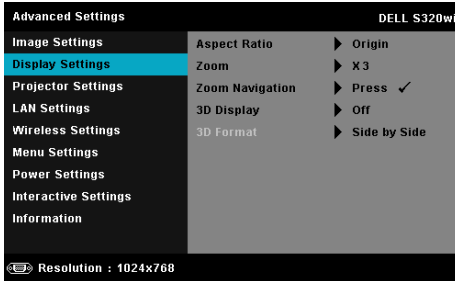 Advanced Settings DELL S320wi
Image Settings Aspect Ratio Origin
Display Settings Zoom X 3
Projector Settings Zoom Navigation Press ✓
LAN Settings 3D Display Off
Wireless Settings 3D Format Side by Side
Menu Settings
Power Settings
Interactive Settings
Information
Resolution : 1024x768